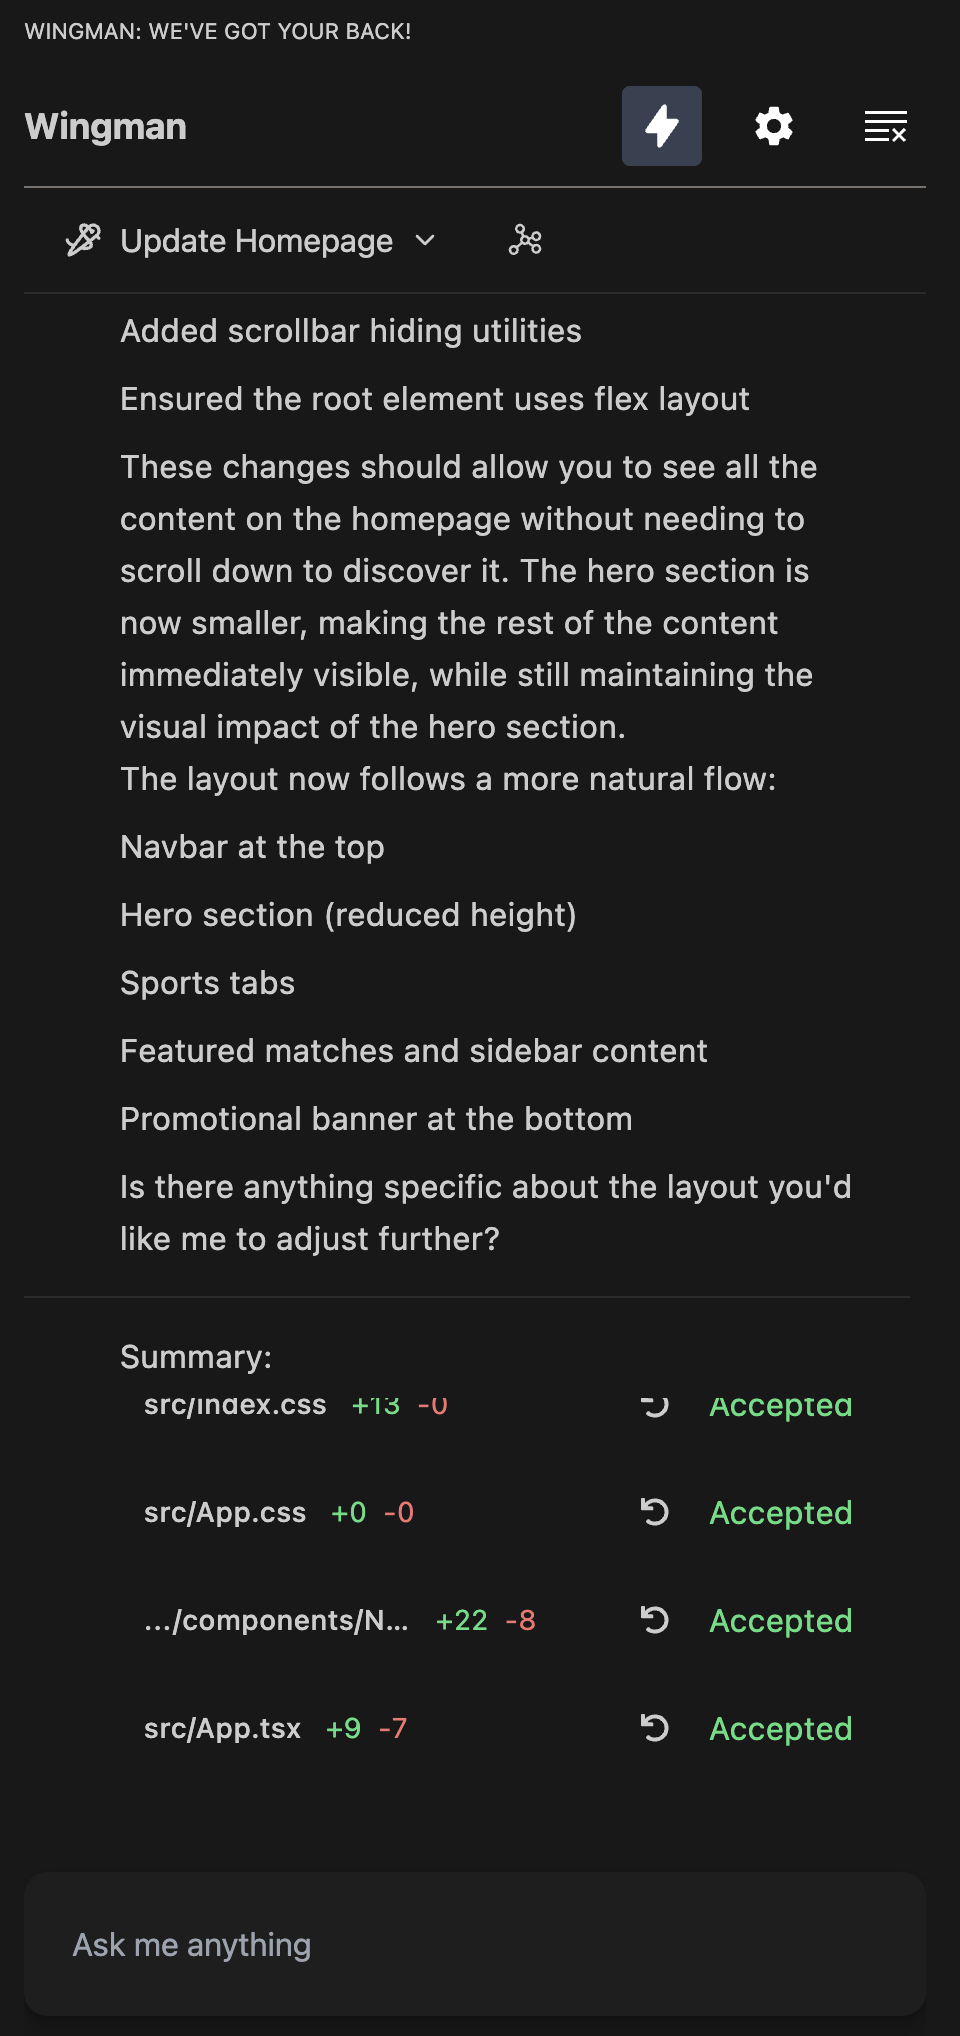 WINGMAN: WE'VE GOT YOUR BACK!
Wingman
Update Homepage
Added scrollbar hiding utilities
Ensured the root element uses flex layout
These changes should allow you to see all the
content on the homepage without needing to
scroll down to discover it. The hero section is
now smaller, making the rest of the content
immediately visible, while still maintaining the
visual impact of the hero section.
The layout now follows a more natural flow:
Navbar at the top
Hero section (reduced height)
Sports tabs
Featured matches and sidebar content
Promotional banner at the bottom
Is there anything specific about the layout you'd
like me to adjust further?
Summary:
src/index.css +13 -0 Accepted
src/App.css +0 -0 Accepted
.../components/N... +22 -8 Accepted
src/App.tsx +9 -7 Accepted
Ask me anything